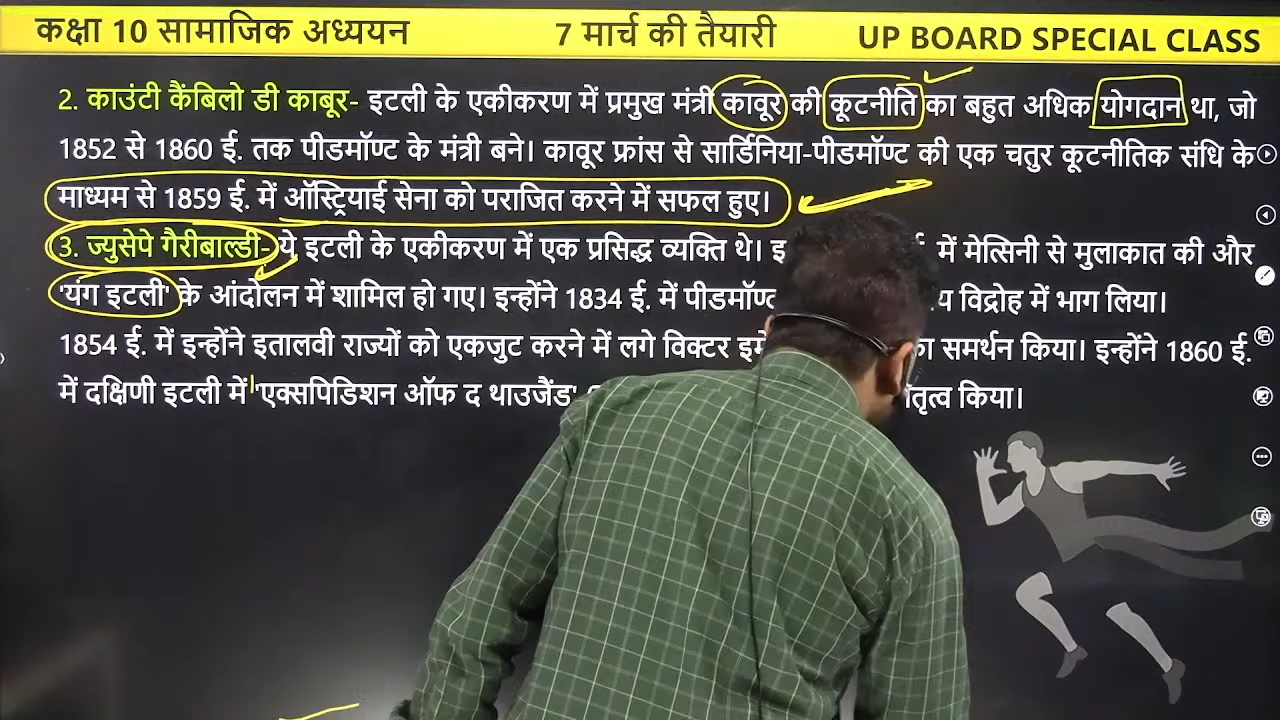 कक्षा 10 सामाजिक अध्ययन 7 मार्च की तैयारी UP BOARD SPECIAL CLASS
2. काउंटी कैंबिलो डी काबूर- इटली के एकीकरण में प्रमुख मंत्री कावूर की कूटनीति का बहुत अधिक योगदान था, जो
1852 से 1860 ई. तक पीडमॉण्ट के मंत्री बने। कावूर फ्रांस से सार्डिनिया-पीडमॉण्ट की एक चतुर कूटनीतिक संधि के
माध्यम से 1859 ई. में ऑस्ट्रियाई सेना को पराजित करने में सफल हुए।
3. ज्युसेपे गैरीबाल्डी- ये इटली के एकीकरण में एक प्रसिद्ध व्यक्ति थे। में मेत्सिनी से मुलाकात की और
'यंग इटली' के आंदोलन में शामिल हो गए। इन्होंने 1834 ई. में विद्रोह में भाग लिया।
1854 ई. में इन्होंने इतालवी राज्यों को एकजुट करने में लगे विक्टर समर्थन किया। इन्होंने 1860 ई.
में दक्षिणी इटली में 'एक्सपिडिशन ऑफ द थाउजैंड' किया।